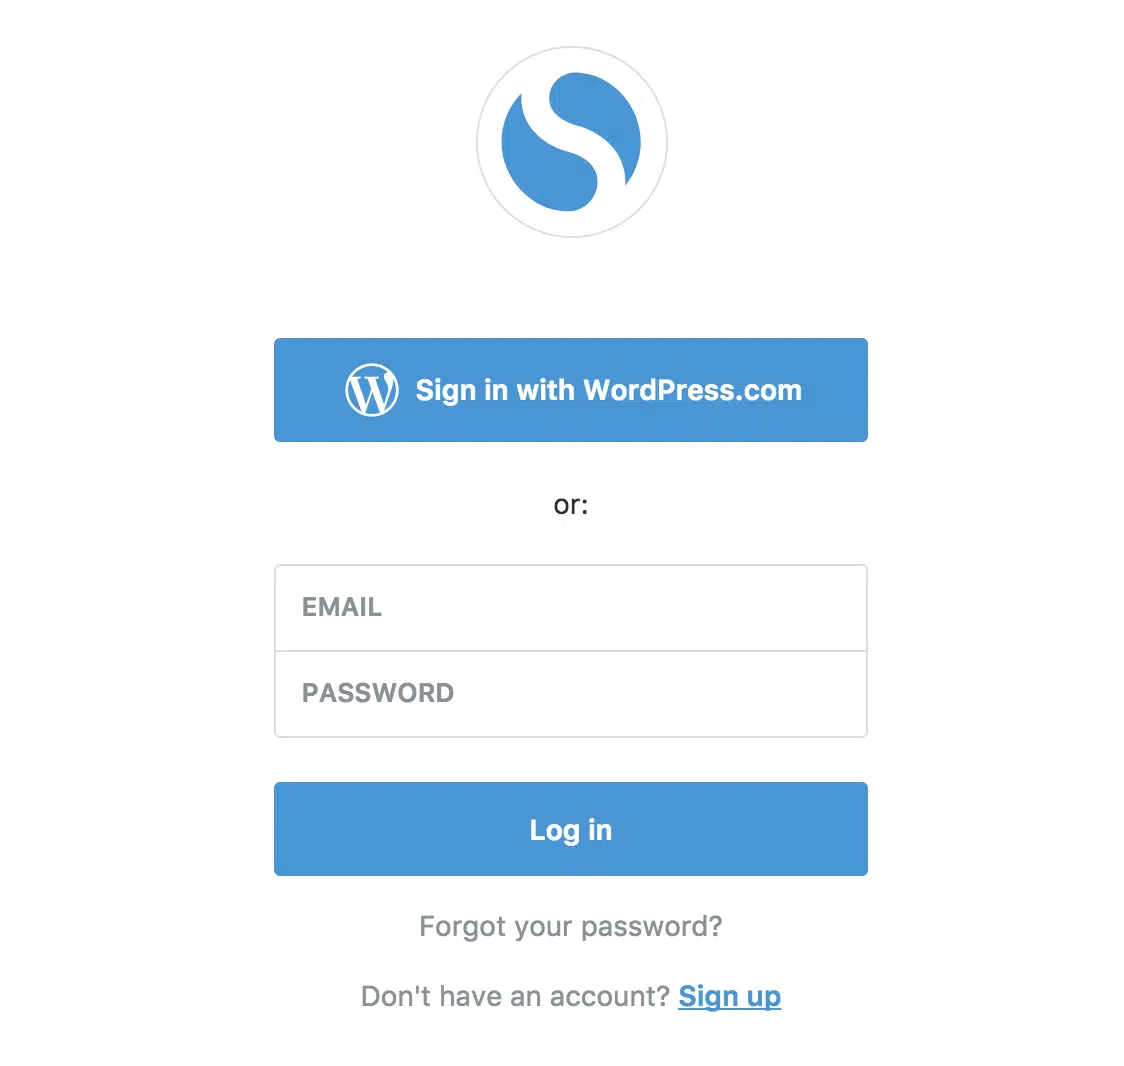 Sign in with WordPress.com
or:
EMAIL
PASSWORD
Log in
Forgot your password?
Don't have an account? Sign up